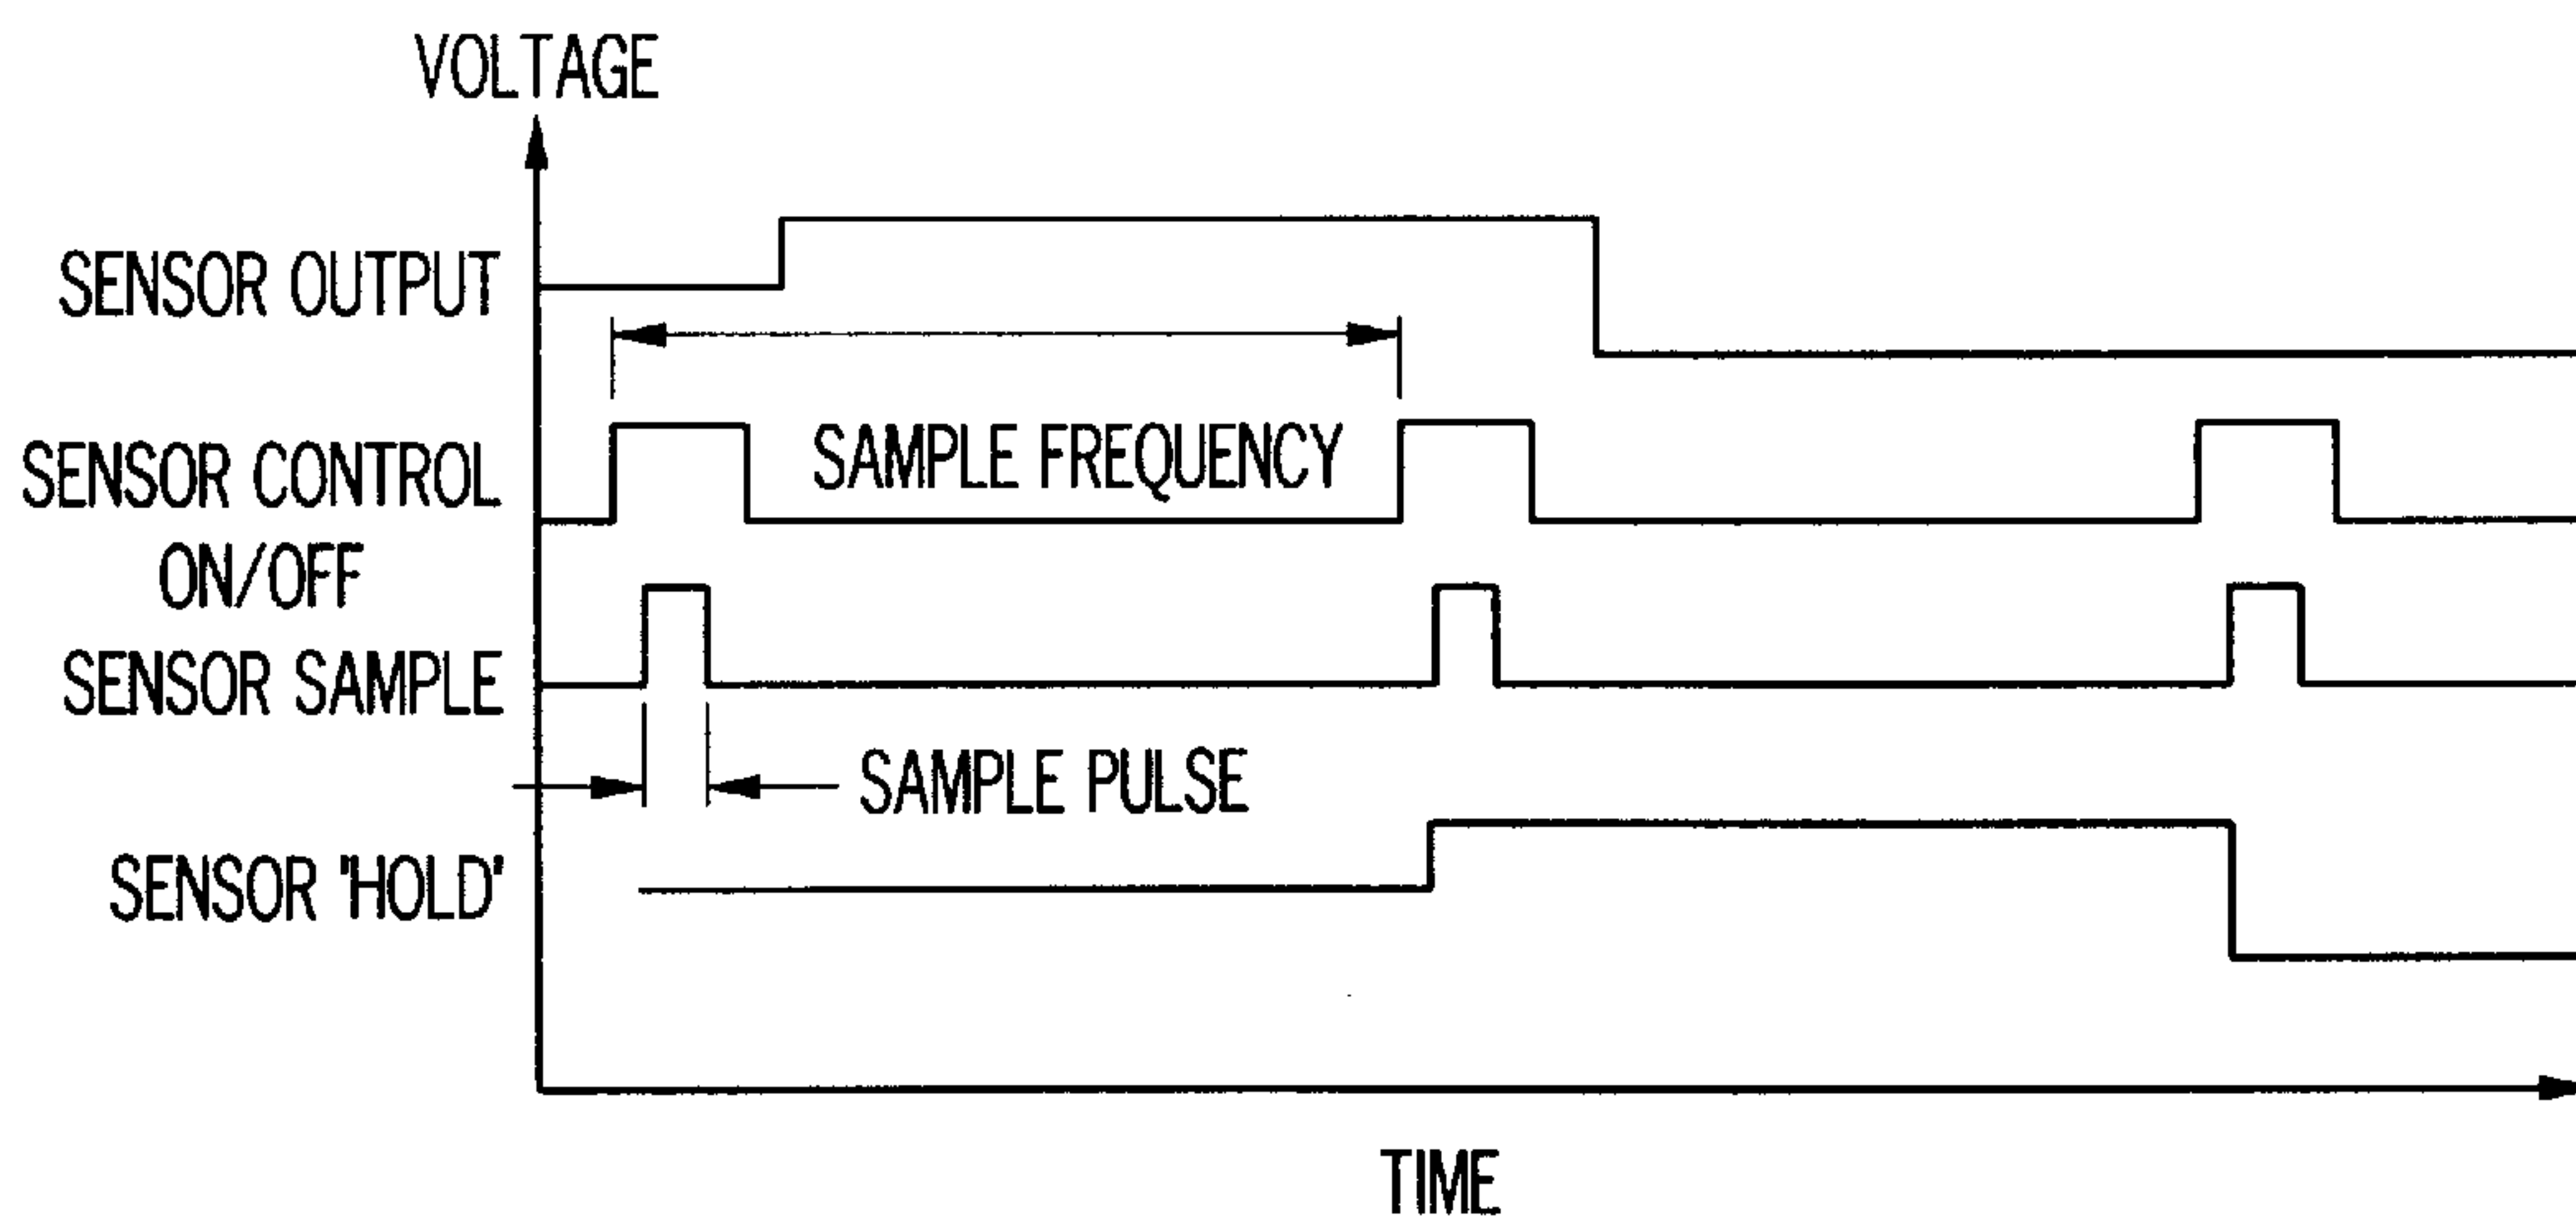 VOLTAGE
SENSOR OUTPUT
SENSOR CONTROL
ON/OFF
SAMPLE FREQUENCY
SENSOR SAMPLE
SAMPLE PULSE
SENSOR "HOLD"
TIME